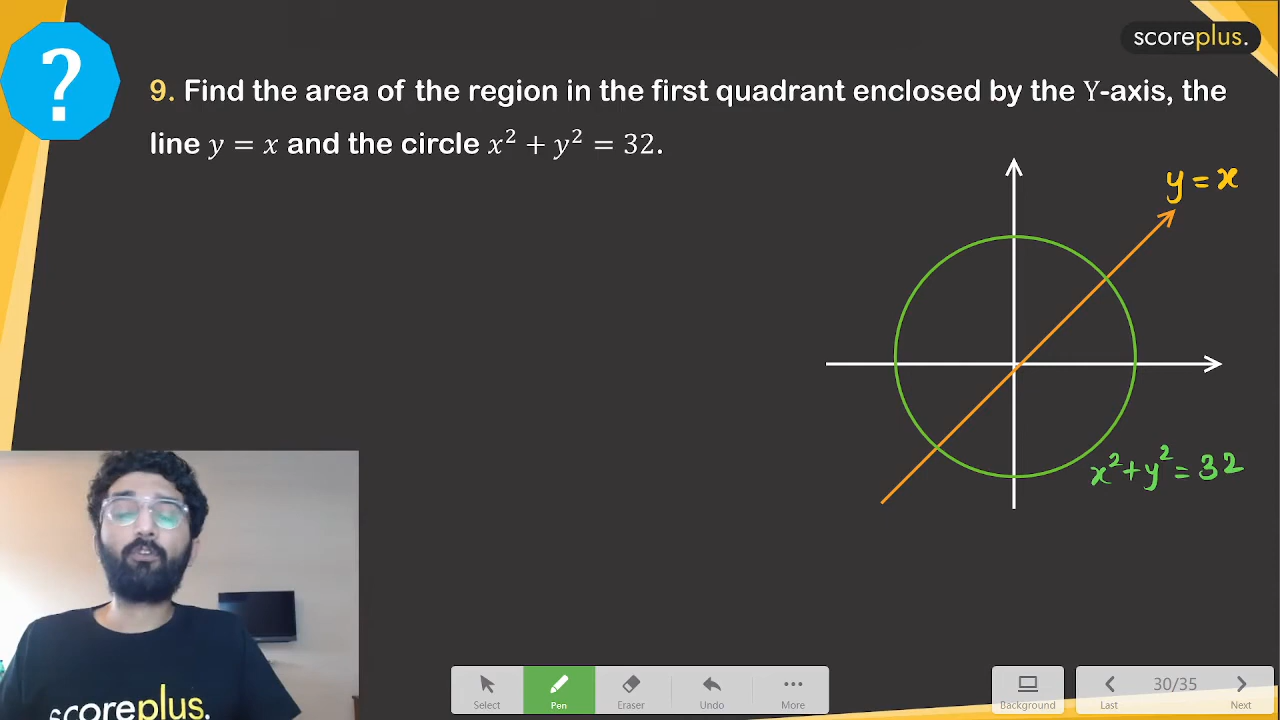 ?
scoreplus.
9. Find the area of the region in the first quadrant enclosed by the Y-axis, the
line y = x and the circle x² + y² = 32.
y = x
x² + y² = 32
scoreplus.
Select
Pen
Eraser
Undo
More
Background
Last
30/35
Next